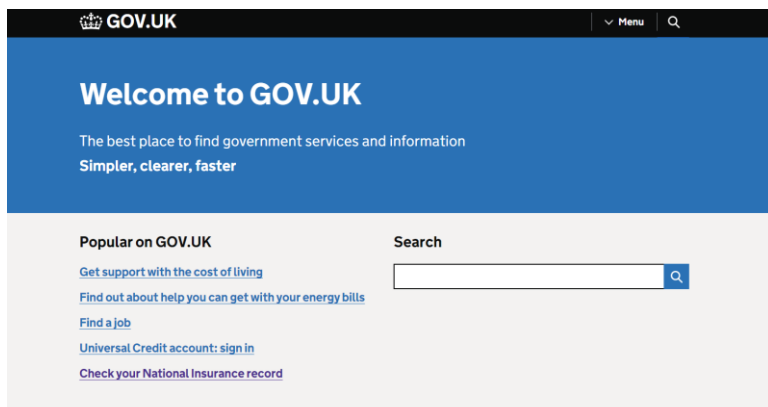 GOV.UK
Menu
Welcome to GOV.UK
The best place to find government services and information
Simpler, clearer, faster
Popular on GOV.UK
Get support with the cost of living
Find out about help you can get with your energy bills
Find a job
Universal Credit account: sign in
Check your National Insurance record
Search